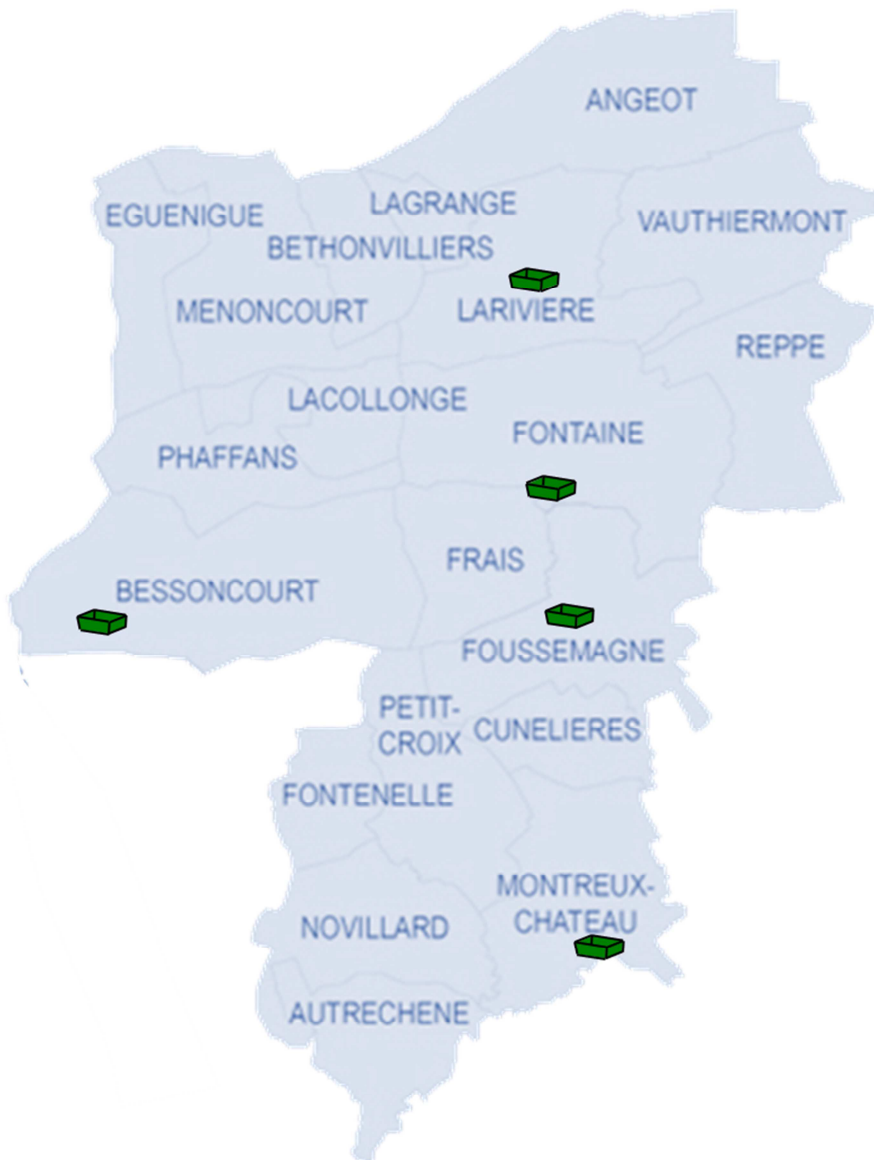 ANGEOT
LAGRANGE
EGUENIGUE
VAUTHIERMONT
BETHONVILLIERS
MENONCOURT
LARIVIERE
REPPE
LACOLLONGE
FONTAINE
PHAFFANS
FRAIS
BESSONCOURT
FOUSSEMAGNE
PETIT-
CROIX
CUNELIERES
FONTENELLE
MONTREUX-
CHATEAU
NOVILLARD
AUTRECHENE